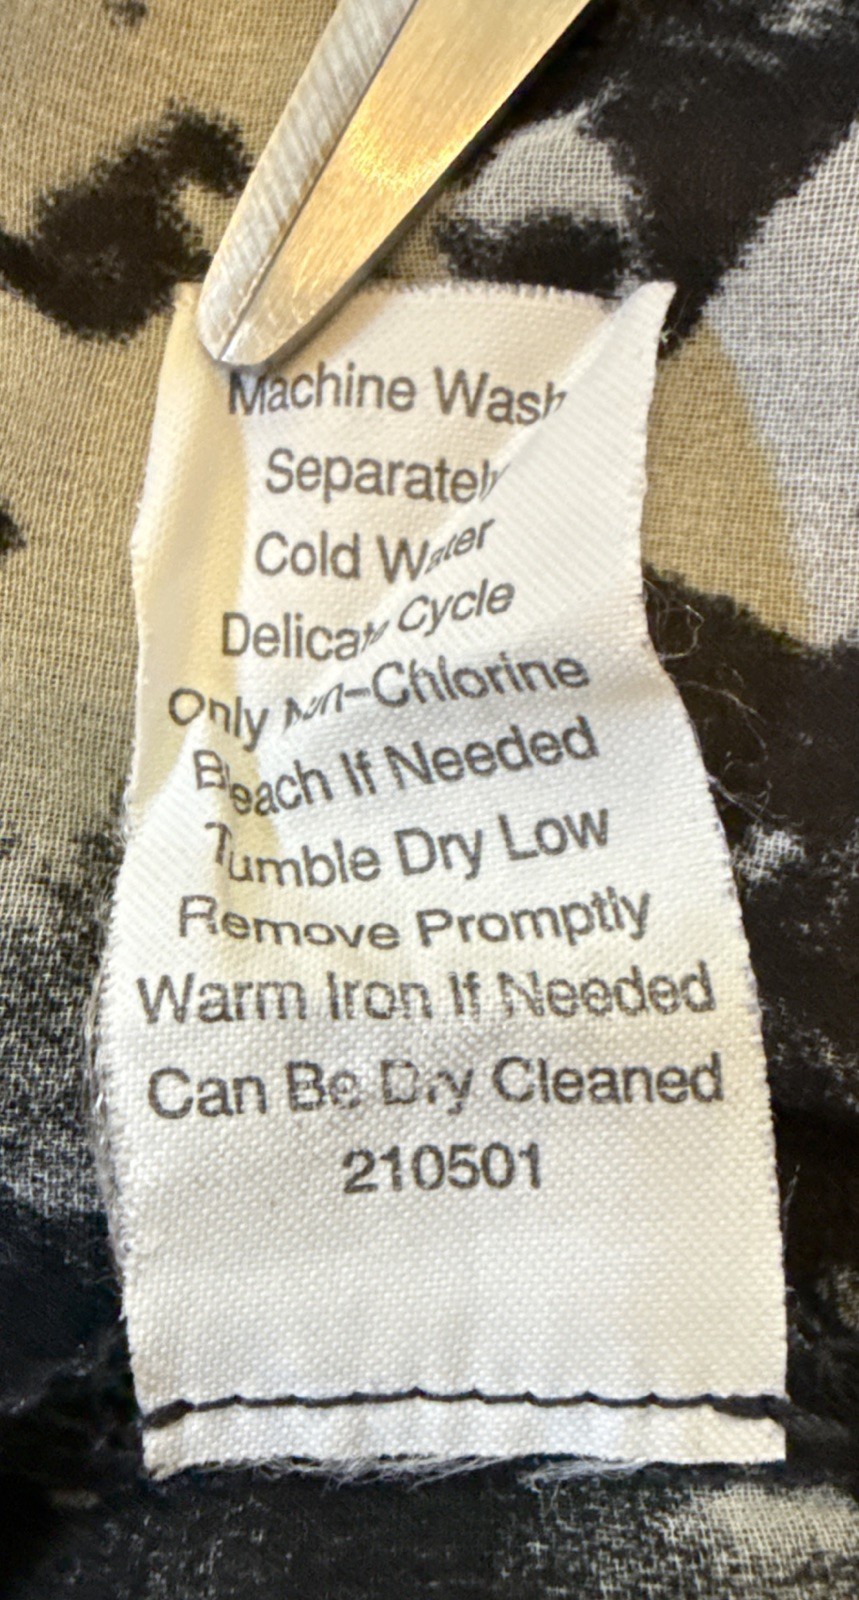 Machine Wash
Separately
Cold Water
Delicate Cycle
Only Non-Chlorine
Bleach If Needed
Tumble Dry Low
Remove Promptly
Warm Iron If Needed
Can Be Dry Cleaned
210501